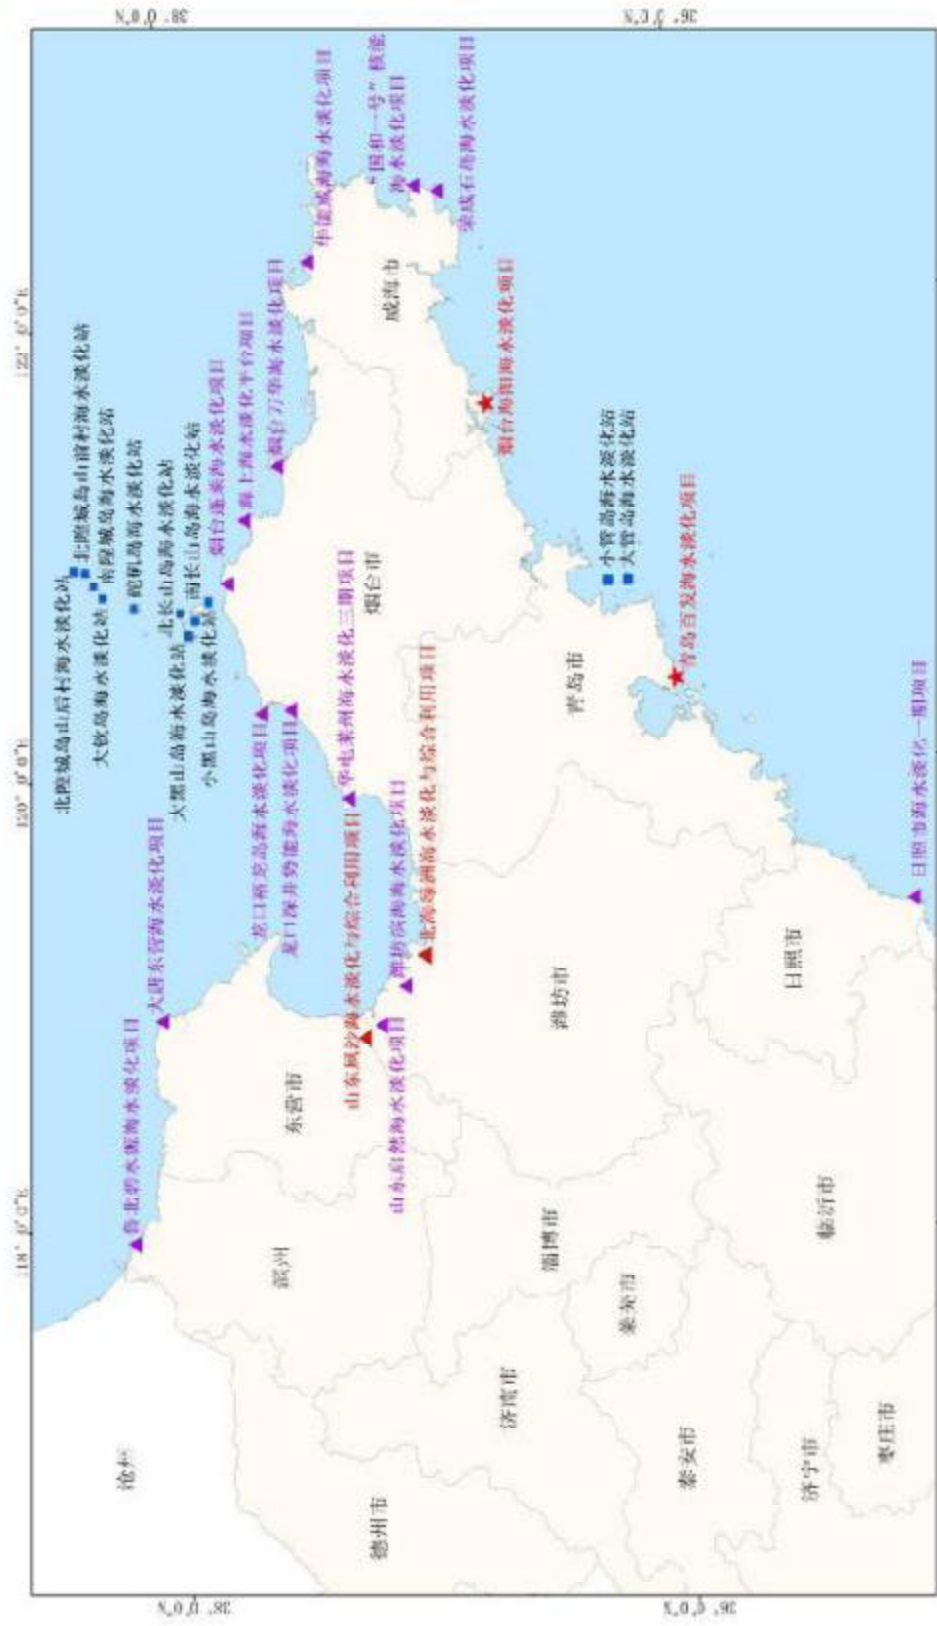 118°0′0″E
120°0′0″E
122°0′0″E
38°0′0″N
36°0′0″N
38°0′0″N
36°0′0″N
北隍城岛山后村海水淡化站
北隍城岛山前村海水淡化站
南隍城岛海水淡化站
大钦岛海水淡化站
砣矶岛海水淡化站
北长山岛海水淡化站
大黑山岛海水淡化站
南长山岛海水淡化站
小黑山岛海水淡化站
烟台蓬莱海水淡化项目
海上海水淡化平台项目
烟台万华海水淡化项目
华能威海海水淡化项目
“国和一号”核能
海水淡化项目
荣成石岛海水淡化项目
鲁北碧水源海水淡化项目
大唐东营海水淡化项目
龙口裕龙岛海水淡化项目
龙口深井势能海水淡化项目
华电莱州海水淡化三期项目
山东枫沙海水淡化与综合利用项目
山东启然海水淡化项目
潍坊滨海海水淡化项目
北海岛洲海水淡化与综合利用项目
烟台海阳海水淡化项目
小管岛海水淡化站
大管岛海水淡化站
青岛百发海水淡化项目
日照市海水淡化一期项目
沧州
德州市
滨州
东营市
烟台市
威海市
济南市
淄博市
莱芜市
潍坊市
青岛市
泰安市
济宁市
枣庄市
临沂市
日照市